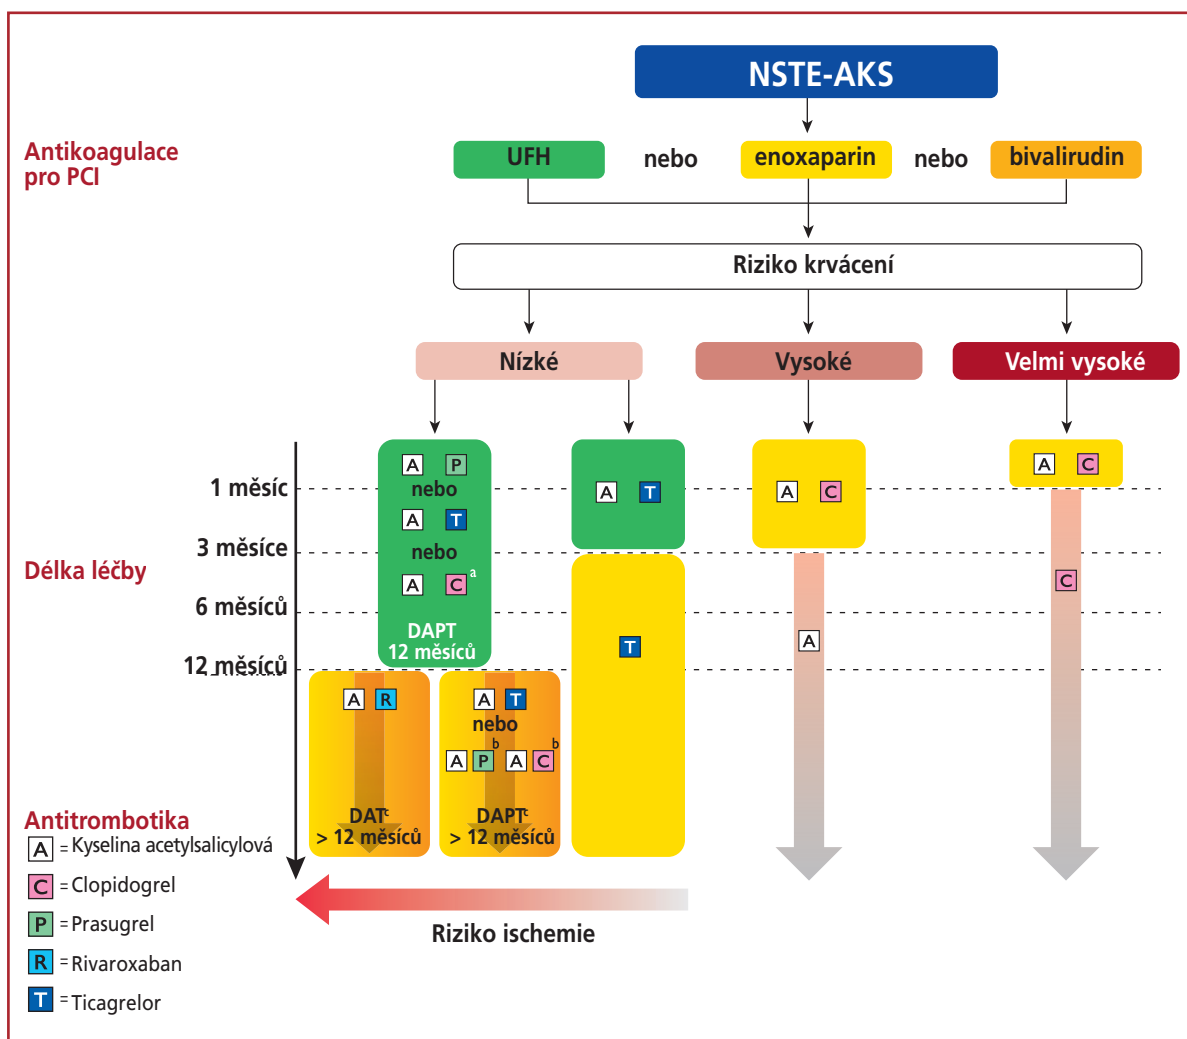 NSTE-AKS
Antikoagulace
pro PCI
UFH nebo enoxaparin nebo bivalirudin
Riziko krvácení
Nízké Vysoké Velmi vysoké
Délka léčby
1 měsíc
3 měsíce
6 měsíců
12 měsíců
A P
nebo
A T
nebo
A C a
DAPT
12 měsíců
A R
DATc
> 12 měsíců
A T
nebo
A P b A C b
DAPTc
> 12 měsíců
A T
T
A C
A
A C
C
Riziko ischemie
Antitrombotika
A = Kyselina acetylsalicylová
C = Clopidogrel
P = Prasugrel
R = Rivaroxaban
T = Ticagrelor